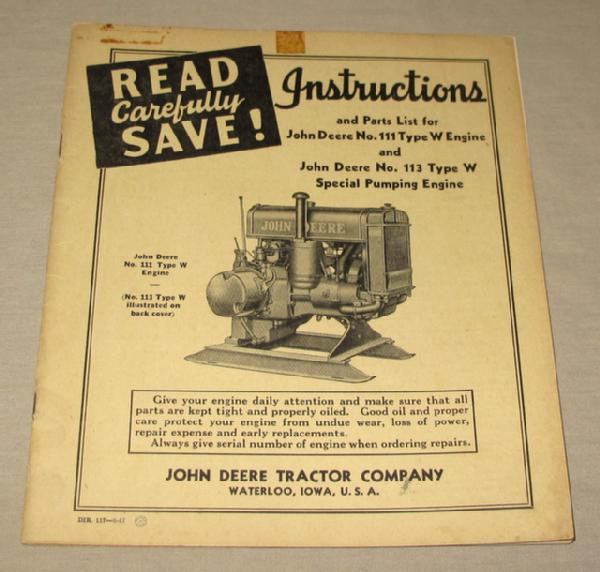 READ
Carefully
SAVE!
Instructions
and Parts List for
John Deere No. 111 Type W Engine
and
John Deere No. 113 Type W
Special Pumping Engine
JOHN DEERE
John Deere
No. 111 Type W
Engine
(No. 113 Type W
illustrated on
back cover)
Give your engine daily attention and make sure that all
parts are kept tight and properly oiled. Good oil and proper
care protect your engine from undue wear, loss of power,
repair expense and early replacements.
Always give serial number of engine when ordering repairs.
JOHN DEERE TRACTOR COMPANY
WATERLOO, IOWA, U. S. A.
DIR. 117